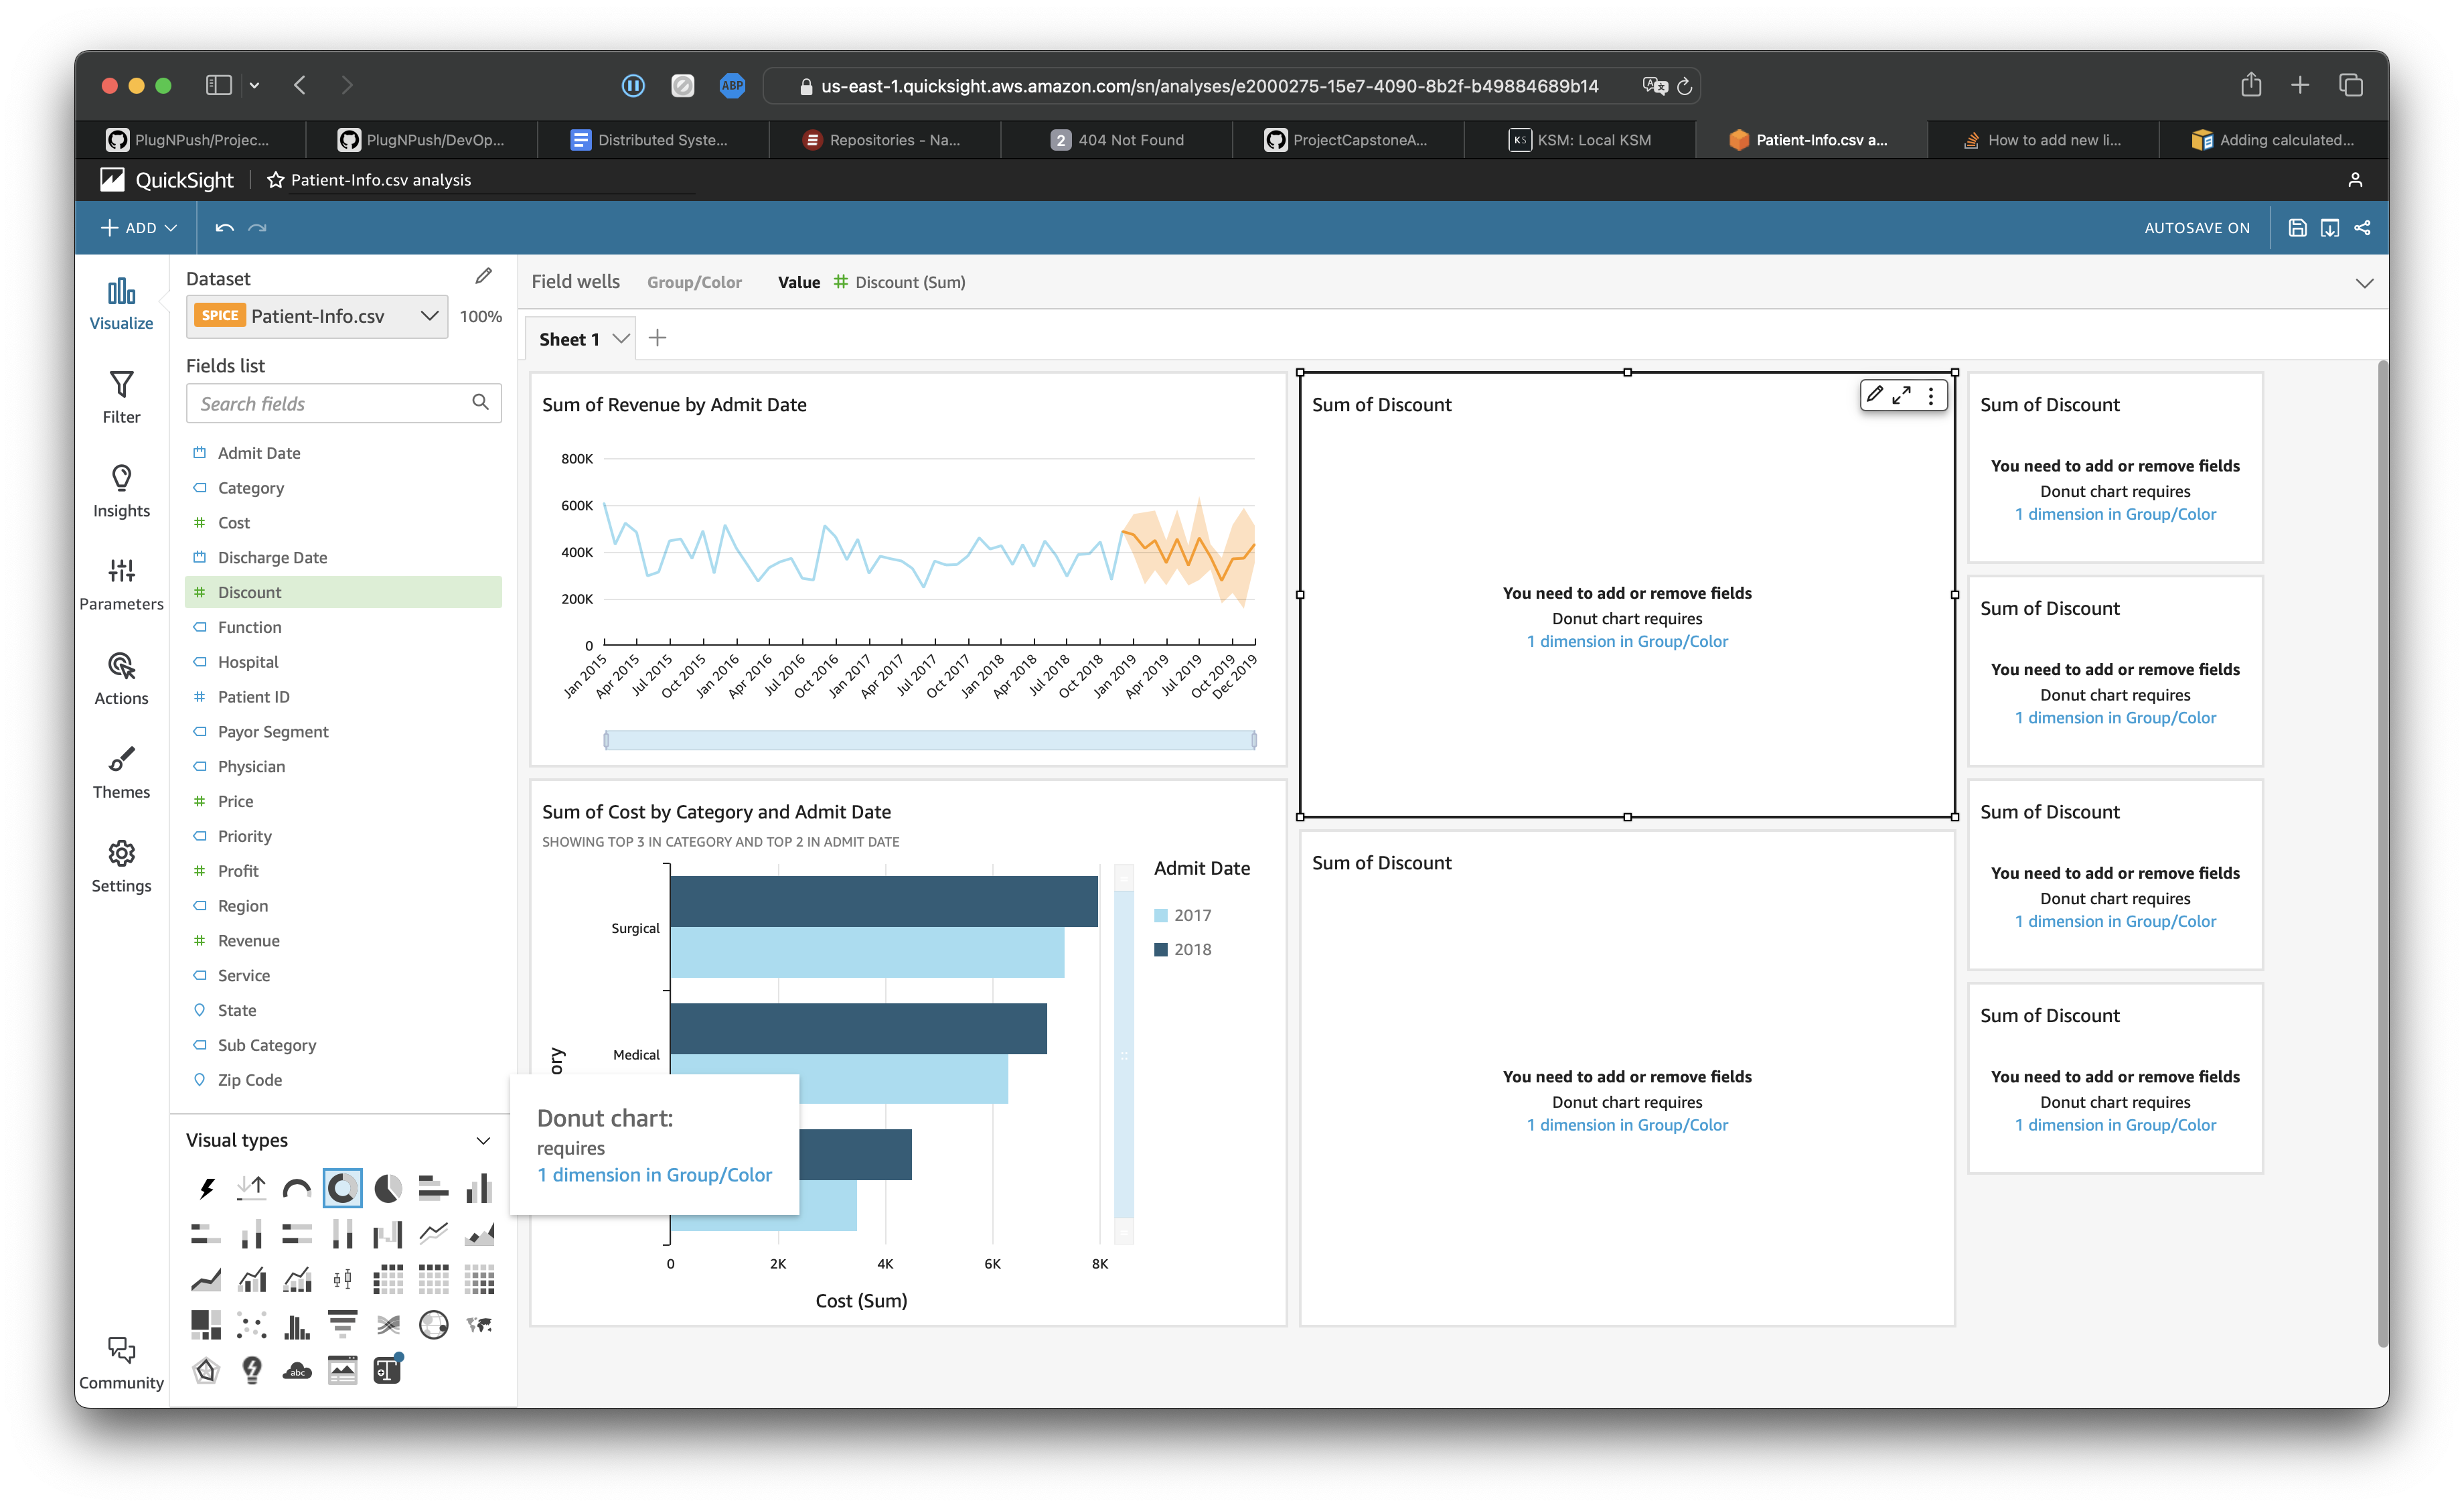 ABP
us-east-1.quicksight.aws.amazon.com/sn/analyses/e2000275-15e7-4090-8b2f-b49884689b14
PlugNPush/Projec...
PlugNPush/DevOp...
Distributed Syste...
Repositories - Na...
2 404 Not Found
ProjectCapstoneA...
KS KSM: Local KSM
Patient-Info.csv a...
How to add new li...
Adding calculated...
QuickSight
Patient-Info.csv analysis
ADD
AUTOSAVE ON
Visualize
Filter
Insights
Parameters
Actions
Themes
Settings
Community
Dataset
SPICE Patient-Info.csv
100%
Fields list
Search fields
Admit Date
Category
Cost
Discharge Date
Discount
Function
Hospital
Patient ID
Payor Segment
Physician
Price
Priority
Profit
Region
Revenue
Service
State
Sub Category
Zip Code
Visual types
abc
Field wells Group/Color Value # Discount (Sum)
Sheet 1
Sum of Revenue by Admit Date
800K
600K
400K
200K
0
Jan 2015
Apr 2015
Jul 2015
Oct 2015
Jan 2016
Apr 2016
Jul 2016
Oct 2016
Jan 2017
Apr 2017
Jul 2017
Oct 2017
Jan 2018
Apr 2018
Jul 2018
Oct 2018
Jan 2019
Apr 2019
Jul 2019
Oct 2019
Dec 2019
Sum of Cost by Category and Admit Date
SHOWING TOP 3 IN CATEGORY AND TOP 2 IN ADMIT DATE
Admit Date
2017
2018
Surgical
Medical
ory
0
2K
4K
6K
8K
Cost (Sum)
Donut chart:
requires
1 dimension in Group/Color
Sum of Discount
You need to add or remove fields
Donut chart requires
1 dimension in Group/Color
Sum of Discount
You need to add or remove fields
Donut chart requires
1 dimension in Group/Color
Sum of Discount
You need to add or remove fields
Donut chart requires
1 dimension in Group/Color
Sum of Discount
You need to add or remove fields
Donut chart requires
1 dimension in Group/Color
Sum of Discount
You need to add or remove fields
Donut chart requires
1 dimension in Group/Color
Sum of Discount
You need to add or remove fields
Donut chart requires
1 dimension in Group/Color